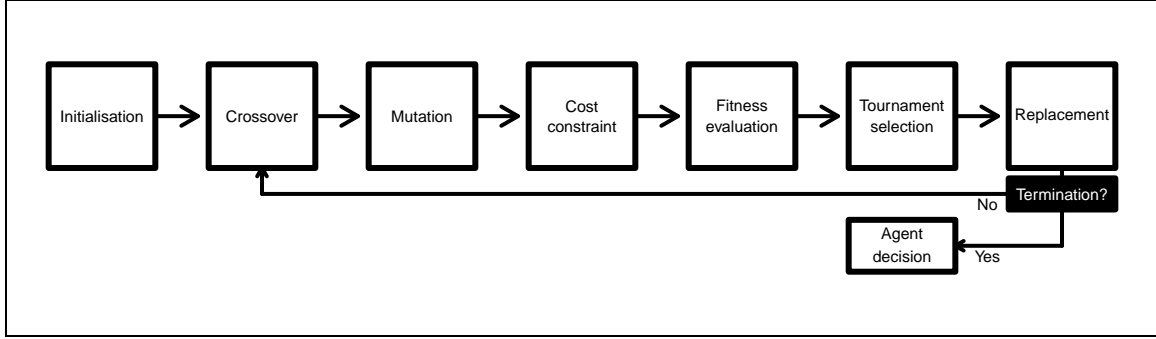 Initialisation
Crossover
Mutation
Cost
constraint
Fitness
evaluation
Tournament
selection
Replacement
Termination?
No
Agent
decision
Yes